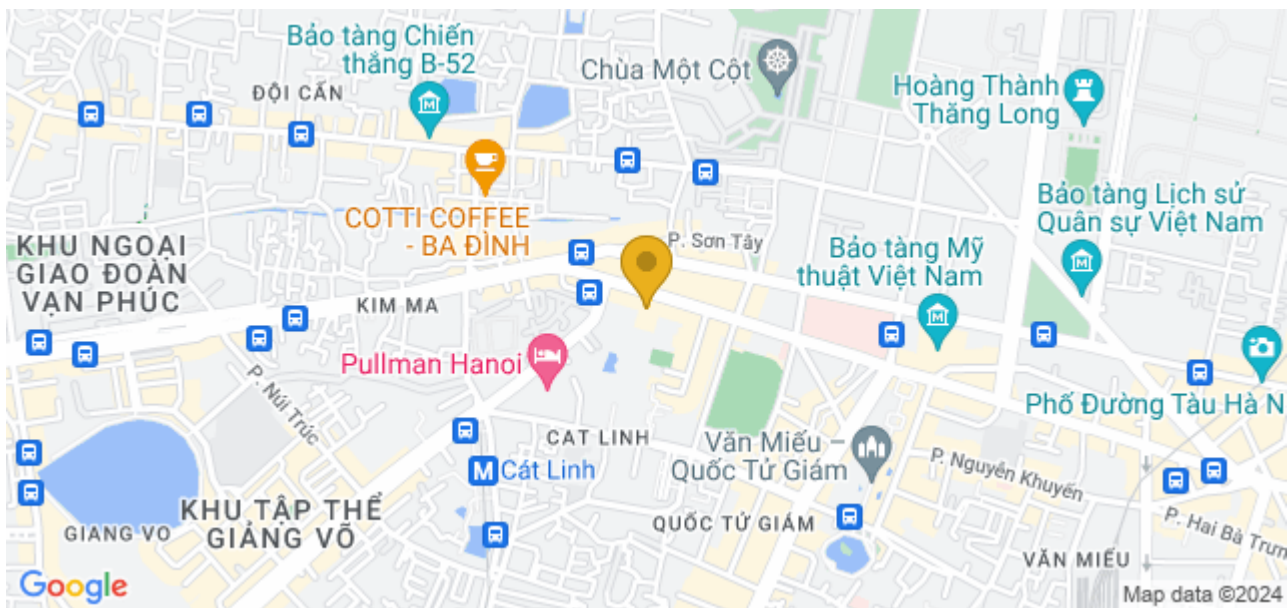 Bảo tàng Chiến
thắng B-52
ĐỘI CẤN
Chùa Một Cột
Hoàng Thành
Thăng Long
COTTI COFFEE
- BA ĐÌNH
P. Sơn Tây
Bảo tàng Lịch sử
Quân sự Việt Nam
KHU NGOẠI
GIAO ĐOÀN
VẠN PHÚC
Bảo tàng Mỹ
thuật Việt Nam
KIM MA
Pullman Hanoi
P. Núi Trúc
Phố Đường Tàu Hà N
CAT LINH
Văn Miếu –
Quốc Tử Giám
P. Nguyễn Khuyến
M Cát Linh
KHU TẬP THỂ
GIẢNG VÕ
GIANG VO
QUỐC TỬ GIÁM
P. Hai Bà Trưn
VĂN MIẾU
Google
Map data ©2024